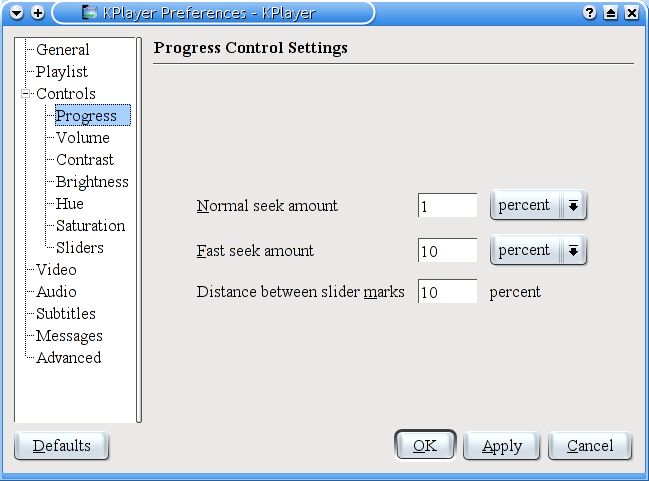 KPlayer Preferences - KPlayer
General
Playlist
Controls
Progress
Volume
Contrast
Brightness
Hue
Saturation
Sliders
Video
Audio
Subtitles
Messages
Advanced
Progress Control Settings
Normal seek amount 1 percent
Fast seek amount 10 percent
Distance between slider marks 10 percent
Defaults OK Apply Cancel